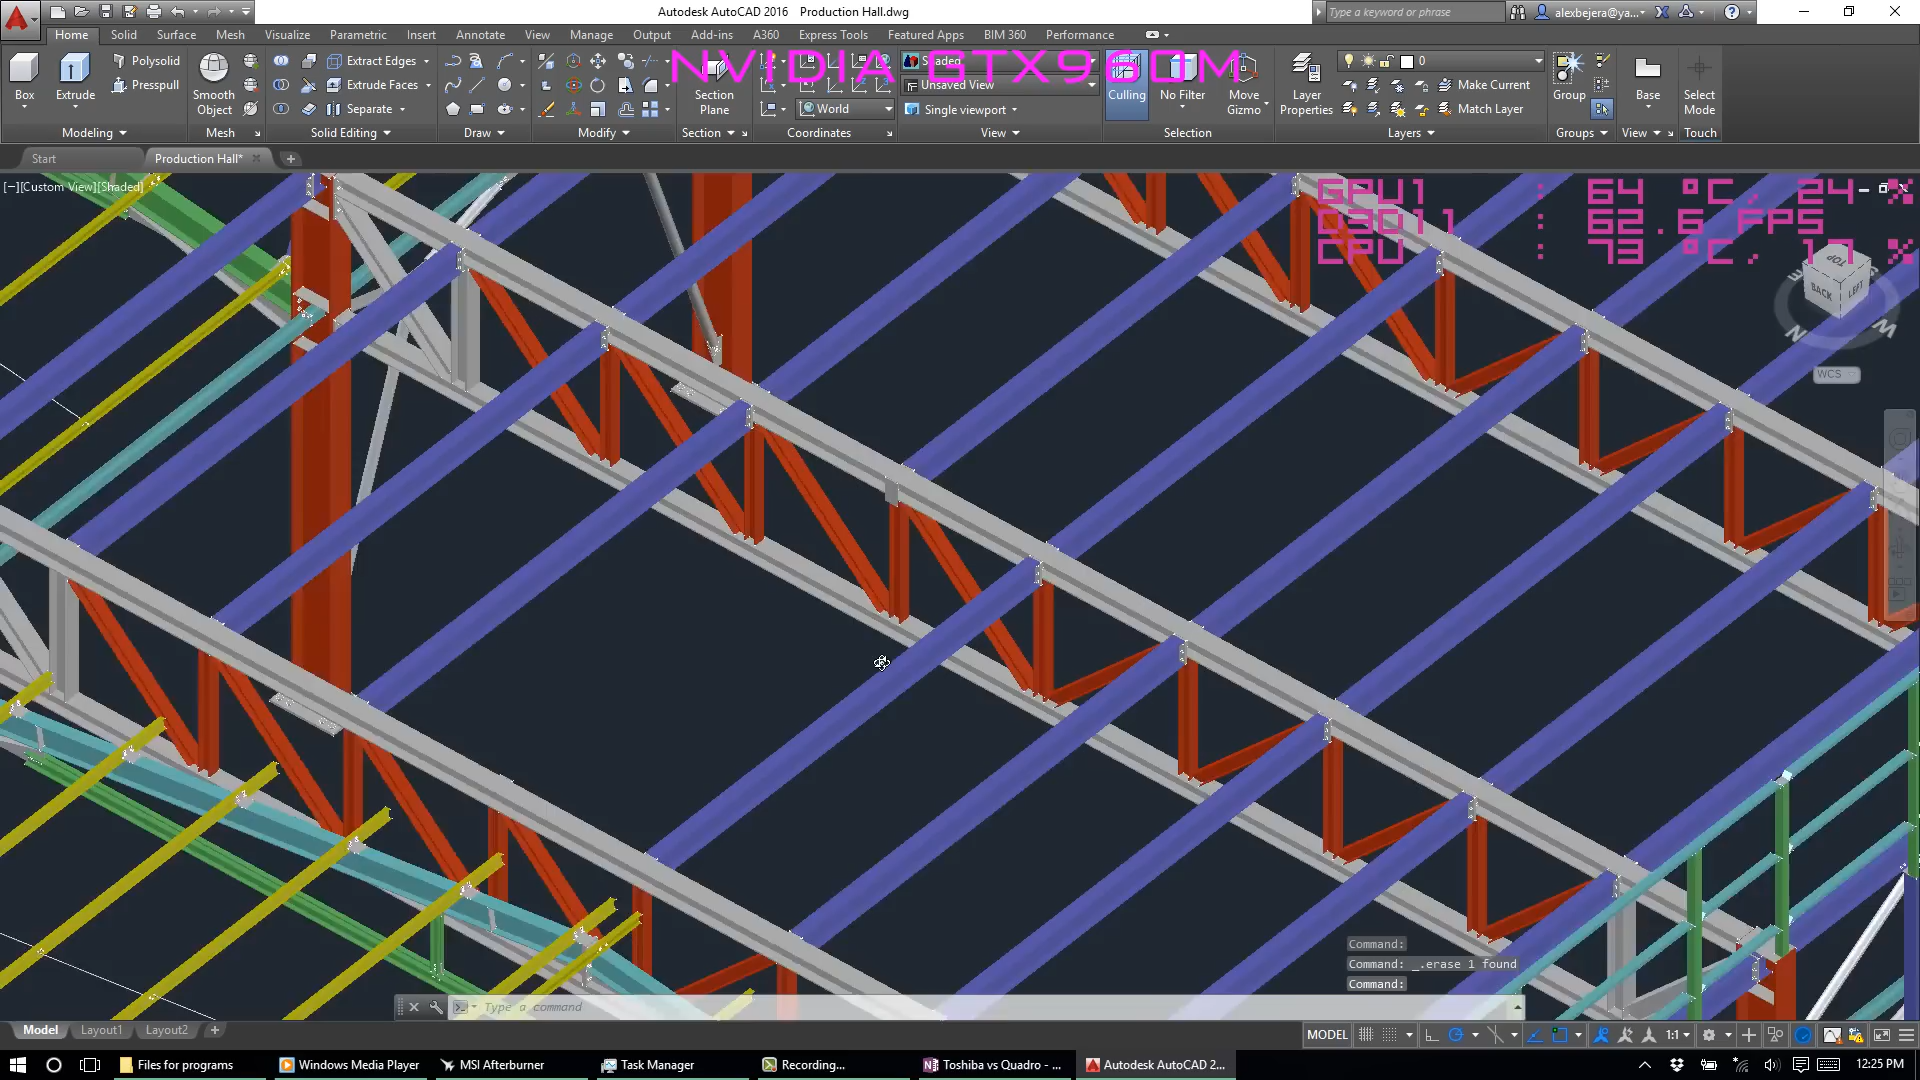 Autodesk AutoCAD 2016 Production Hall.dwg
Type a keyword or phrase
alexbejera@ya...
Home Solid Surface Mesh Visualize Parametric Insert Annotate View Manage Output Add-ins A360 Express Tools Featured Apps BIM 360 Performance
NVIDIA GTX960M
Box
Extrude
Polysolid
Presspull
Smooth Object
Extract Edges
Extrude Faces
Separate
Section Plane
World
Shaded
Unsaved View
Single viewport
Culling
No Filter
Move Gizmo
Layer Properties
0
Make Current
Match Layer
Group
Base
Select Mode
Modeling Mesh Solid Editing Draw Modify Section Coordinates View Selection Layers Groups View Touch
Start Production Hall*
[−][Custom View][Shaded]
GPU1 : 64 °C, 24 %
D3D11 : 62.6 FPS
CPU : 73 °C, 17 %
TOP
BACK
LEFT
N
W
WCS
Command:
Command: _.erase 1 found
Command:
Type a command
Model Layout1 Layout2
MODEL
1:1
Files for programs
Windows Media Player
MSI Afterburner
Task Manager
Recording...
Toshiba vs Quadro - ...
Autodesk AutoCAD 2...
12:25 PM